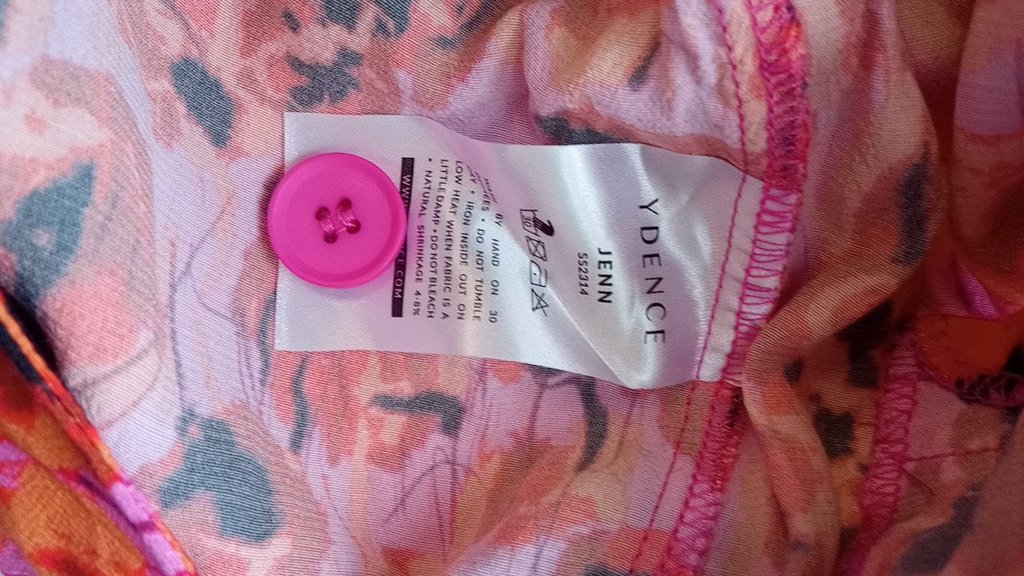 YDENCE
JENN
SS2314
BY HAND ON 30
• DO NOT TUMBLE
• IRON INSIDE OUT ON
LOW HEAT WHEN FABRIC IS A
LITTLE DAMP • DO NOT BLEACH
• NATURAL SHRINKAGE 4-8%